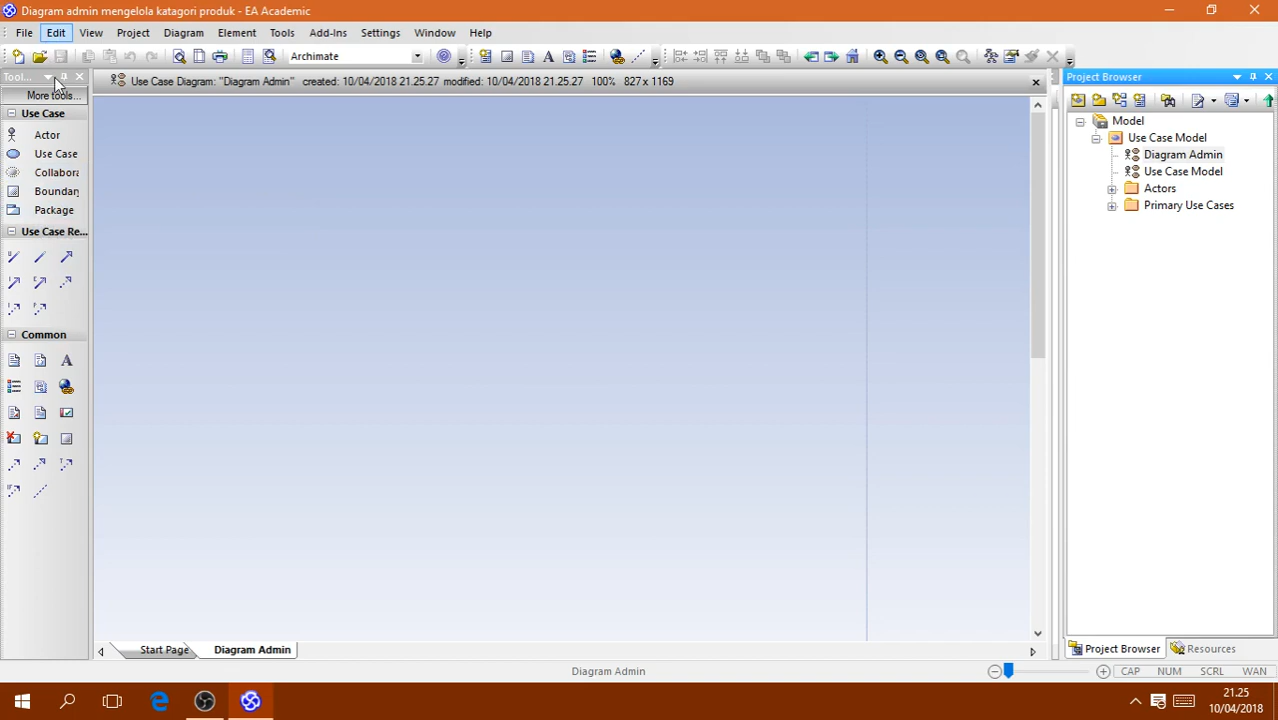 Diagram admin mengelola katagori produk - EA Academic
File Edit View Project Diagram Element Tools Add-Ins Settings Window Help
Archimate
Tool...
More tools...
Use Case
Actor
Use Case
Collabora
Boundar
Package
Use Case Re...
Common
Use Case Diagram: "Diagram Admin" created: 10/04/2018 21.25.27 modified: 10/04/2018 21.25.27 100% 827x 1169
Project Browser
Model
Use Case Model
Diagram Admin
Use Case Model
Actors
Primary Use Cases
Start Page Diagram Admin
Project Browser Resources
Diagram Admin
CAP NUM SCRL WAN
21.25
10/04/2018